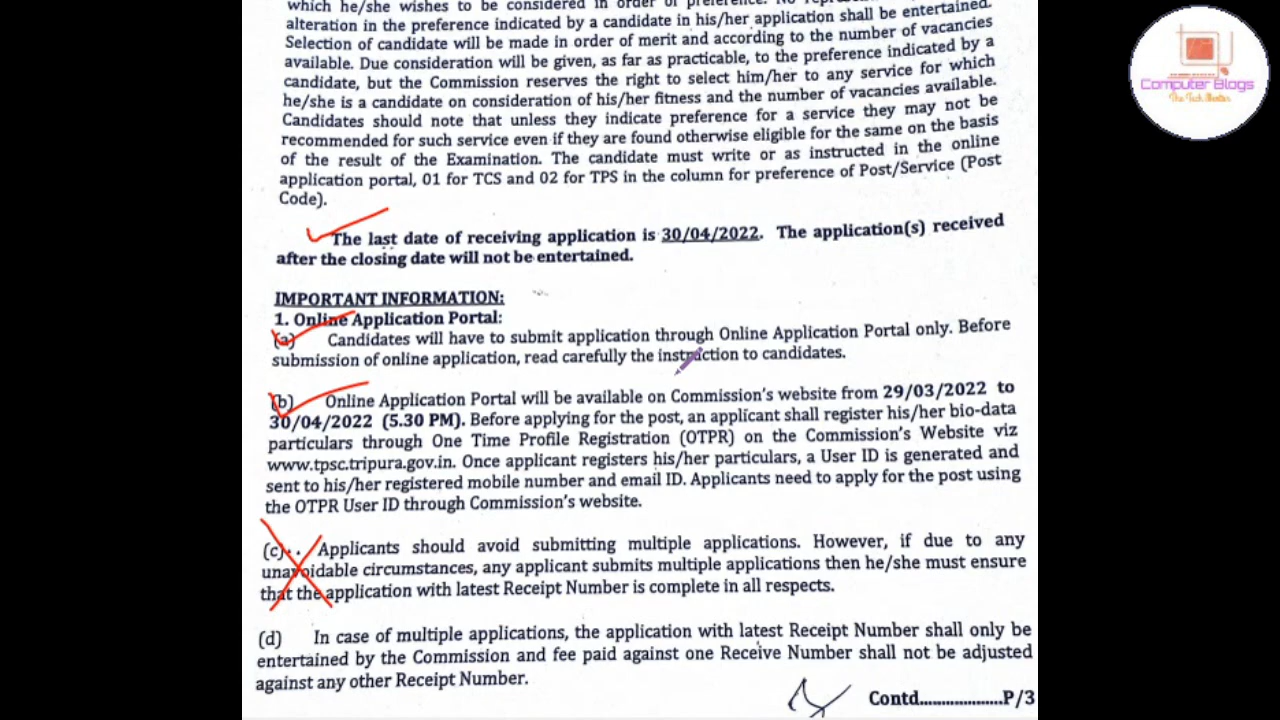 which he/she wishes to be considered in order of preference. No
alteration in the preference indicated by a candidate in his/her application shall be entertained.
Selection of candidate will be made in order of merit and according to the number of vacancies
available. Due consideration will be given, as far as practicable, to the preference indicated by a
candidate, but the Commission reserves the right to select him/her to any service for which
he/she is a candidate on consideration of his/her fitness and the number of vacancies available.
Candidates should note that unless they indicate preference for a service they may not be
recommended for such service even if they are found otherwise eligible for the same on the basis
of the result of the Examination. The candidate must write or as instructed in the online
application portal, 01 for TCS and 02 for TPS in the column for preference of Post/Service (Post
Code).
The last date of receiving application is 30/04/2022. The application(s) received
after the closing date will not be entertained.
IMPORTANT INFORMATION:
1. Online Application Portal:
(a) Candidates will have to submit application through Online Application Portal only. Before
submission of online application, read carefully the instruction to candidates.
(b) Online Application Portal will be available on Commission's website from 29/03/2022 to
30/04/2022 (5.30 PM). Before applying for the post, an applicant shall register his/her bio-data
particulars through One Time Profile Registration (OTPR) on the Commission's Website viz
www.tpsc.tripura.gov.in. Once applicant registers his/her particulars, a User ID is generated and
sent to his/her registered mobile number and email ID. Applicants need to apply for the post using
the OTPR User ID through Commission's website.
(c) Applicants should avoid submitting multiple applications. However, if due to any
unavoidable circumstances, any applicant submits multiple applications then he/she must ensure
that the application with latest Receipt Number is complete in all respects.
(d) In case of multiple applications, the application with latest Receipt Number shall only be
entertained by the Commission and fee paid against one Receive Number shall not be adjusted
against any other Receipt Number.
Contd....................P/3
Computer Blogs
The Tech Mentor